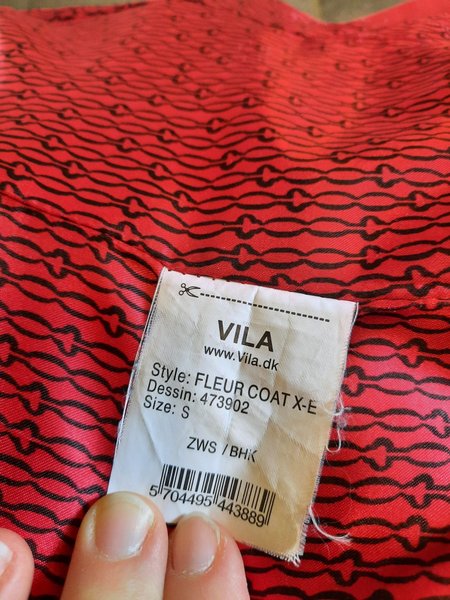 VILA
www.Vila.dk
Style: FLEUR COAT X-E
Dessin: 473902
Size: S
ZWS / BHK
5 704495 443889